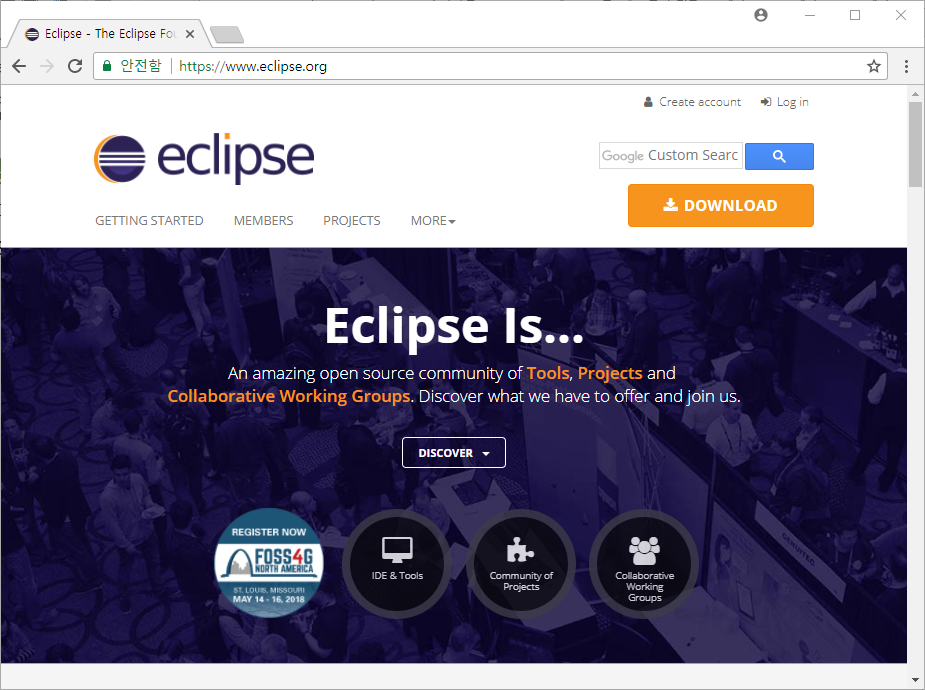 Eclipse - The Eclipse Fou
안전함
https://www.eclipse.org
Create account
Log in
eclipse
Google Custom Searc
DOWNLOAD
GETTING STARTED
MEMBERS
PROJECTS
MORE
Eclipse Is...
An amazing open source community of Tools, Projects and
Collaborative Working Groups. Discover what we have to offer and join us.
DISCOVER
REGISTER NOW
FOSS4G
NORTH AMERICA
ST. LOUIS, MISSOURI
MAY 14 - 16, 2018
IDE & Tools
Community of
Projects
Collaborative
Working
Groups
GENUITEC